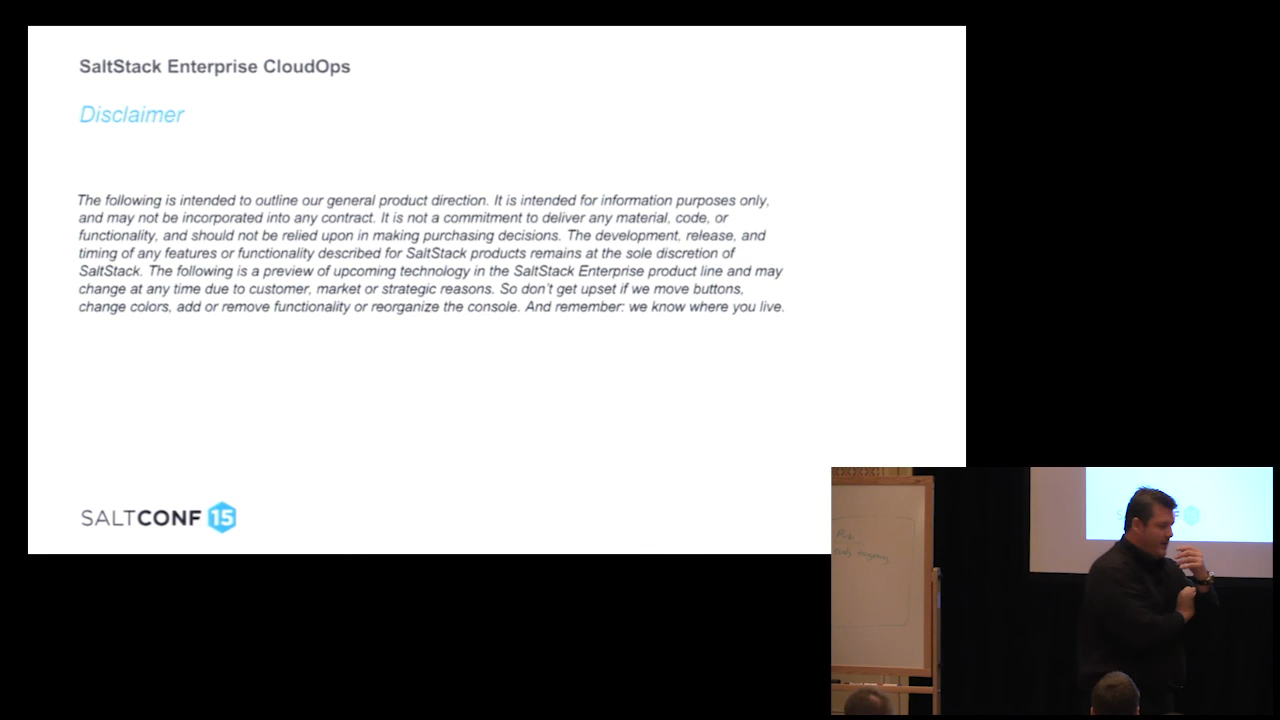 SaltStack Enterprise CloudOps
Disclaimer
The following is intended to outline our general product direction. It is intended for information purposes only,
and may not be incorporated into any contract. It is not a commitment to deliver any material, code, or
functionality, and should not be relied upon in making purchasing decisions. The development, release, and
timing of any features or functionality described for SaltStack products remains at the sole discretion of
SaltStack. The following is a preview of upcoming technology in the SaltStack Enterprise product line and may
change at any time due to customer, market or strategic reasons. So don't get upset if we move buttons,
change colors, add or remove functionality or reorganize the console. And remember: we know where you live.
SALTCONF 15